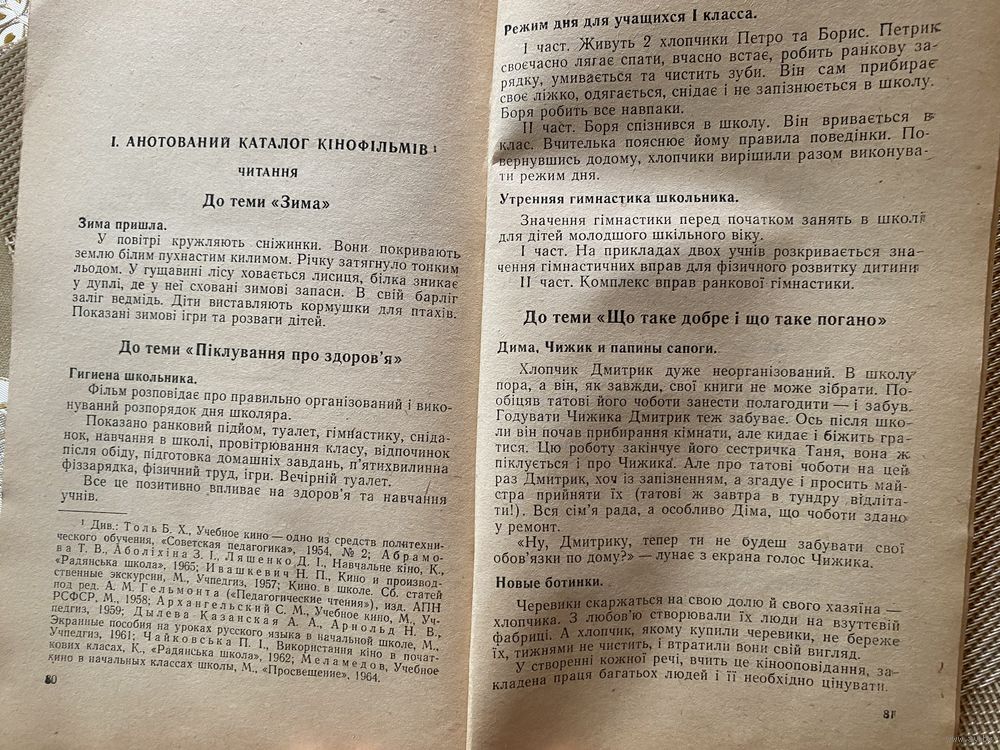 I. АНОТОВАНИЙ КАТАЛОГ КІНОФІЛЬМІВ ¹
ЧИТАННЯ
До теми «Зима»
Зима пришла.
У повітрі кружляють сніжинки. Вони покривають
землю білим пухнастим килимом. Річку затягнуло тонким
льодом. У гущавині лісу ховається лисиця, білка зникає
у дуплі, де у неї сховані зимові запаси. В свій барліг
заліг ведмідь. Діти виставляють кормушки для птахів.
Показані зимові ігри та розваги дітей.
До теми «Піклування про здоров'я»
Гигиена школьника.
Фільм розповідає про правильно організований і вико-
нуваний розпорядок дня школяра.
Показано ранковий підйом, туалет, гімнастику, сніда-
нок, навчання в школі, провітрювання класу, відпочинок
після обіду, підготовка домашніх завдань, п'ятихвилинна
фіззарядка, фізичний труд, ігри. Вечірній туалет.
Все це позитивно впливає на здоров'я та навчання
учнів.
¹ Див.: Толь Б. Х., Учебное кино — одно из средств политехни-
ческого обучения, «Советская педагогика», 1954, № 2; Абрамо-
ва Т. В., Аболіхіна З. І., Ляшенко Д. І., Навчальне кіно, К.,
«Радянська школа», 1965; Ивашкевич Н. П., Кино и производ-
ственные экскурсии, М., Учпедгиз, 1957; Кино в школе. Сб. статей
под ред. А. М. Гельмонта («Педагогические чтения»), изд. АПН
РСФСР, М., 1958; Архангельский С. М., Учебное кино, М., Уч-
педгиз, 1959; Дылева Казанская А. А., Арнольд Н. В.,
Экранные пособия на уроках русского языка в начальной школе, М.,
Учпедгиз, 1961; Чайковська П. І., Використання кіно в почат-
кових класах, К., «Радянська школа», 1962; Меламедов, Учебное
кино в начальных классах школы, М., «Просвещение», 1964.
80
Режим дня для учащихся I класса.
I част. Живуть 2 хлопчики Петро та Борис. Петрик
своєчасно лягає спати, вчасно встає, робить ранкову за-
рядку, умивається та чистить зуби. Він сам прибирає
своє ліжко, одягається, снідає і не запізнюється в школу.
Боря робить все навпаки.
II част. Боря спізнився в школу. Він вривається в
клас. Вчителька пояснює йому правила поведінки. По-
вернувшись додому, хлопчики вирішили разом виконува-
ти режим дня.
Утренняя гимнастика школьника.
Значення гімнастики перед початком занять в школі
для дітей молодшого шкільного віку.
I част. На прикладах двох учнів розкривається зна-
чення гімнастичних вправ для фізичного розвитку дитини
II част. Комплекс вправ ранкової гімнастики.
До теми «Що таке добре і що таке погано»
Дима, Чижик и папины сапоги.
Хлопчик Дмитрик дуже неорганізований. В школу
пора, а він, як завжди, свої книги не може зібрати. По-
обіцяв татові його чоботи занести полагодити — і забув.
Годувати Чижика Дмитрик теж забуває. Ось після шко-
ли він почав прибирання кімнати, але кидає і біжить гра-
тися. Цю роботу закінчує його сестричка Таня, вона ж
піклується і про Чижика. Але про татові чоботи на цей
раз Дмитрик, хоч із запізненням, а згадує і просить май-
стра прийняти їх (татові ж завтра в тундру відліта-
ти!). Вся сім'я рада, а особливо Діма, що чоботи здано
у ремонт.
«Ну, Дмитрику, тепер ти не будеш забувати свої
обов'язки по дому?» — лунає з екрана голос Чижика.
Новые ботинки.
Черевики скаржаться на свою долю й свого хазяїна —
хлопчика. З любов'ю створювали їх люди на взуттєвій
фабриці. А хлопчик, якому купили черевики, не береже
їх, тижнями не чистить, і втратили вони свій вигляд.
У створенні кожної речі, вчить це кінооповідання, за-
кладена праця багатьох людей і її необхідно цінувати.
81